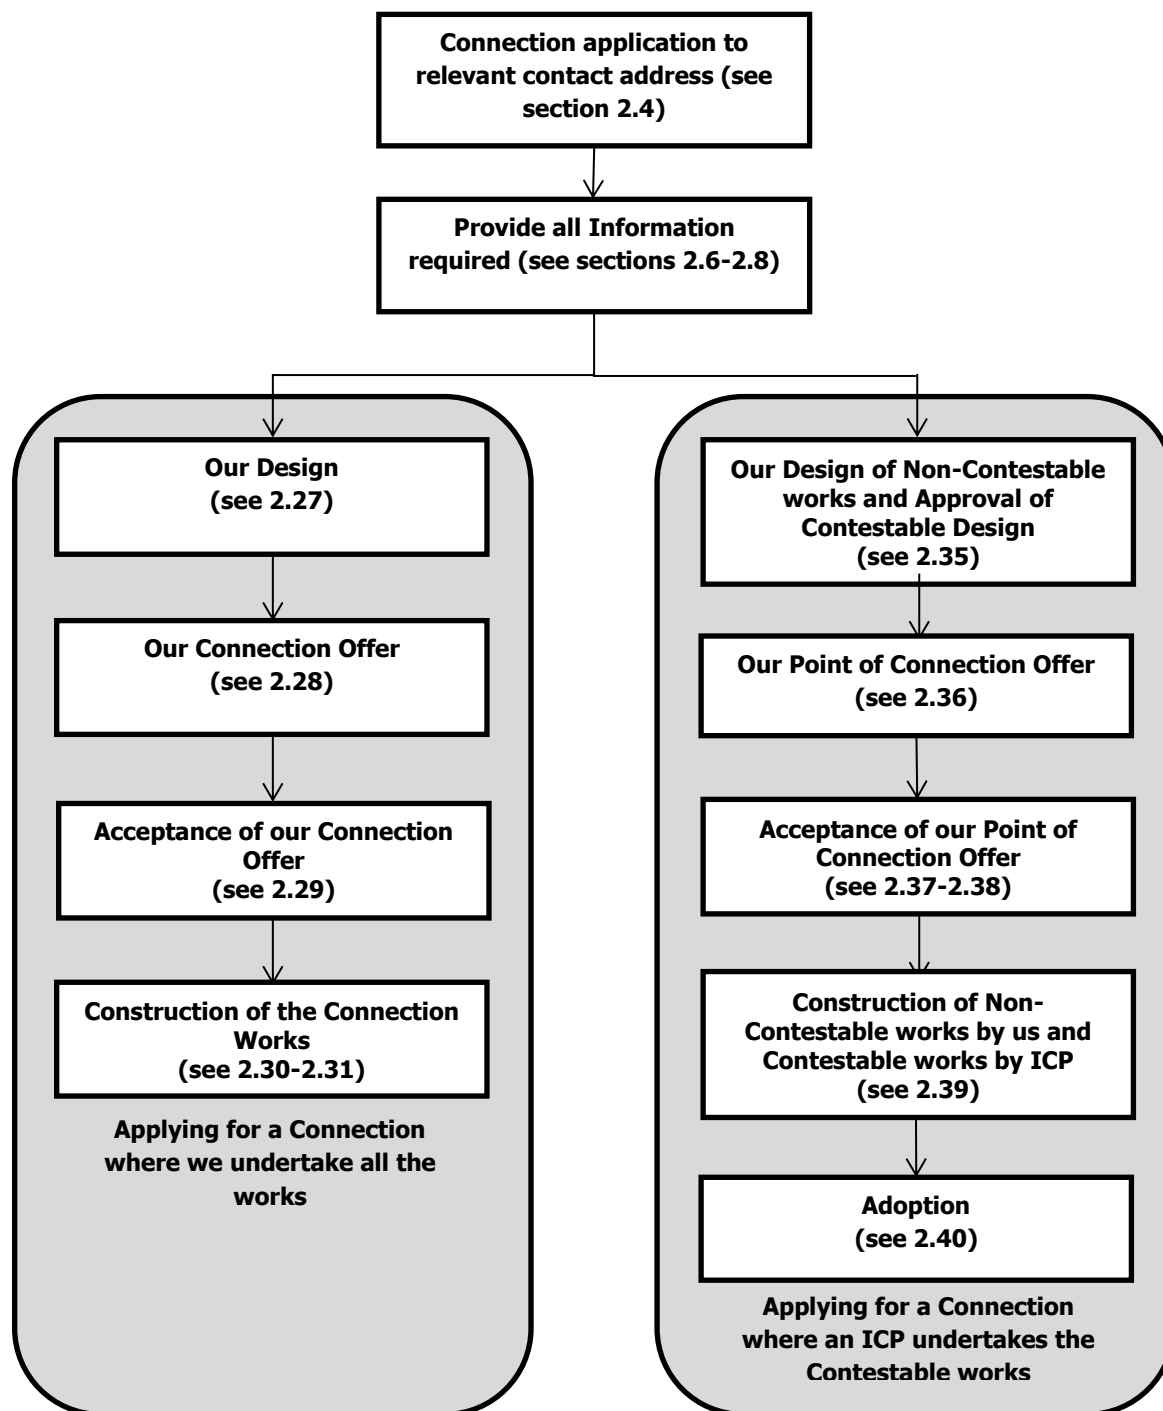 Connection application to
relevant contact address (see
section 2.4)
Provide all Information
required (see sections 2.6-2.8)
Our Design
(see 2.27)
Our Connection Offer
(see 2.28)
Acceptance of our Connection
Offer
(see 2.29)
Construction of the Connection
Works
(see 2.30-2.31)
Applying for a Connection
where we undertake all the
works
Our Design of Non-Contestable
works and Approval of
Contestable Design
(see 2.35)
Our Point of Connection Offer
(see 2.36)
Acceptance of our Point of
Connection Offer
(see 2.37-2.38)
Construction of Non-
Contestable works by us and
Contestable works by ICP
(see 2.39)
Adoption
(see 2.40)
Applying for a Connection
where an ICP undertakes the
Contestable works